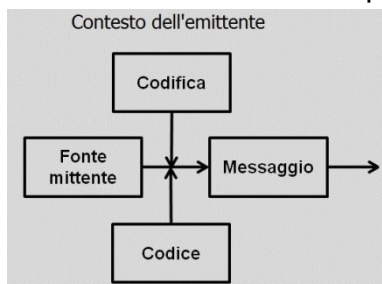 Contesto dell'emittente
Codifica
Fonte
mittente
Messaggio
Codice